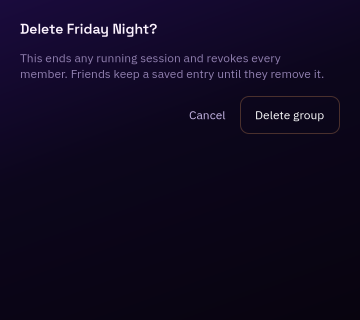 Delete Friday Night?
This ends any running session and revokes every
member. Friends keep a saved entry until they remove it.
Cancel Delete group